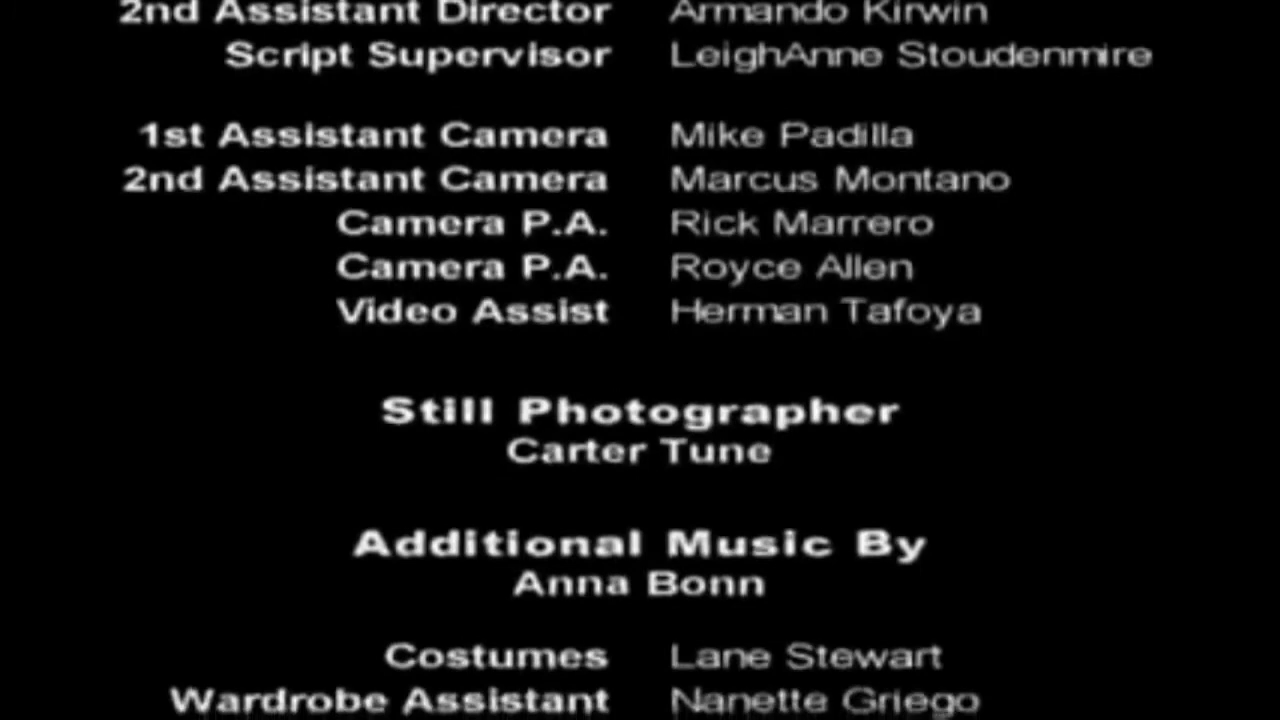 2nd Assistant Director Armando Kirwin
Script Supervisor LeighAnne Stoudenmire
1st Assistant Camera Mike Padilla
2nd Assistant Camera Marcus Montano
Camera P.A. Rick Marrero
Camera P.A. Royce Allen
Video Assist Herman Tafoya
Still Photographer
Carter Tune
Additional Music By
Anna Bonn
Costumes Lane Stewart
Wardrobe Assistant Nanette Griego